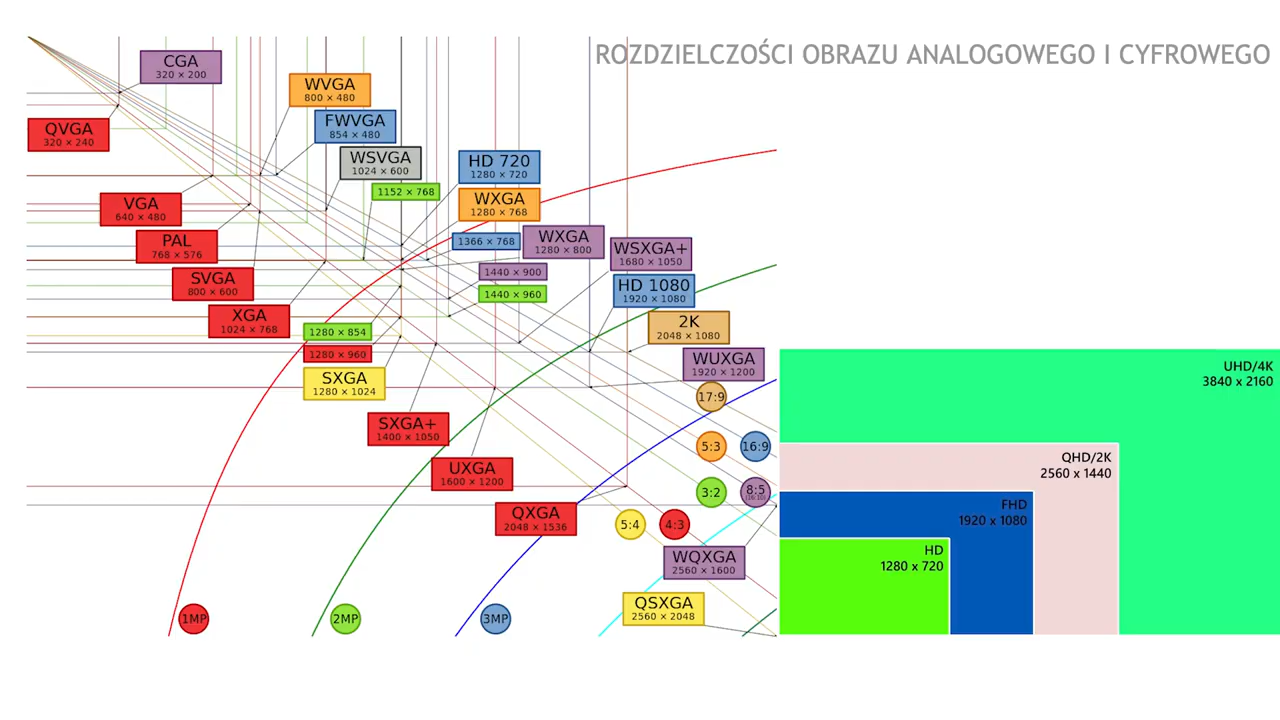 ROZDZIELCZOŚCI OBRAZU ANALOGOWEGO I CYFROWEGO
CGA
320 × 200
WVGA
800 × 480
QVGA
320 × 240
FWVGA
854 × 480
WSVGA
1024 × 600
HD 720
1280 × 720
1152 × 768
VGA
640 × 480
WXGA
1280 × 768
PAL
768 × 576
1366 × 768
WXGA
1280 × 800
WSXGA+
1680 × 1050
SVGA
800 × 600
1440 × 900
HD 1080
1920 × 1080
1440 × 960
XGA
1024 × 768
1280 × 854
2K
2048 × 1080
1280 × 960
WUXGA
1920 × 1200
SXGA
1280 × 1024
17:9
SXGA+
1400 × 1050
5:3
16:9
UXGA
1600 × 1200
3:2
8:5
(16:10)
QXGA
2048 × 1536
5:4
4:3
WQXGA
2560 × 1600
QSXGA
2560 × 2048
1MP
2MP
3MP
UHD/4K
3840 x 2160
QHD/2K
2560 x 1440
FHD
1920 x 1080
HD
1280 x 720